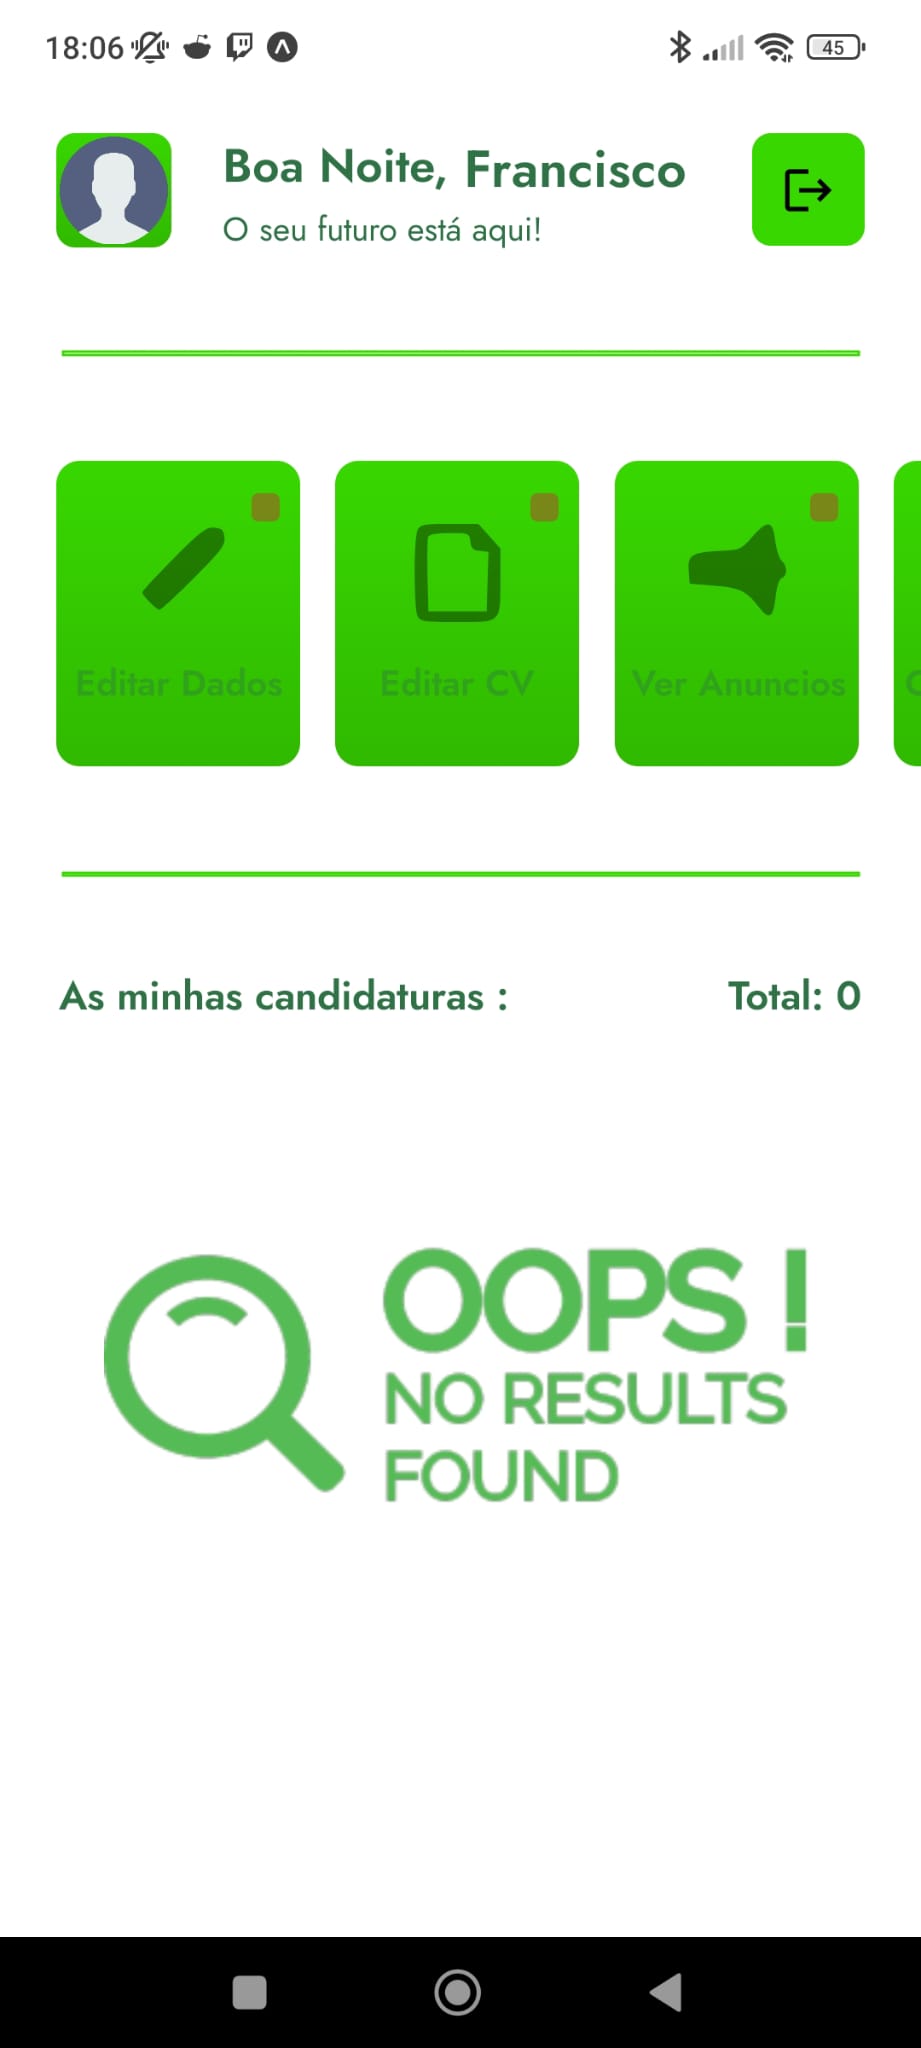 18:06
45
Boa Noite, Francisco
O seu futuro está aqui!
Editar Dados
Editar CV
Ver Anuncios
As minhas candidaturas :
Total: 0
OOPS !
NO RESULTS
FOUND